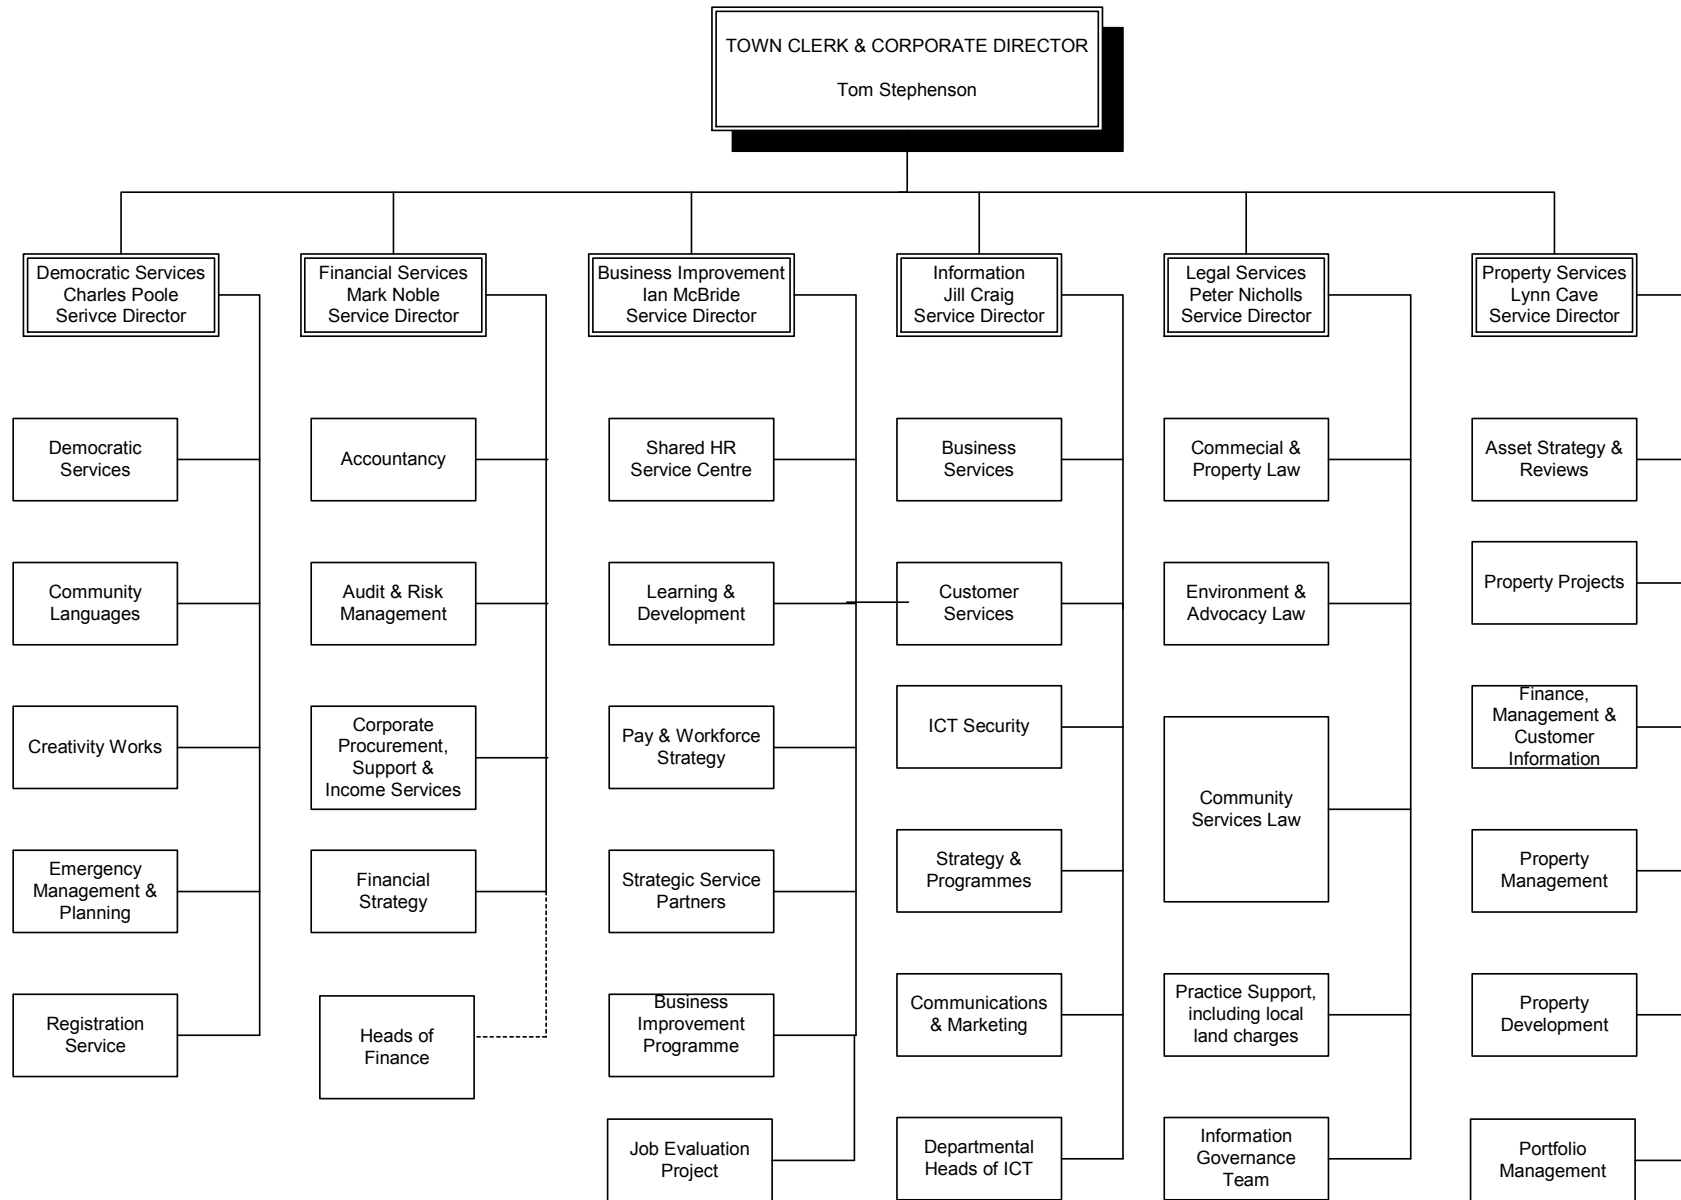 TOWN CLERK & CORPORATE DIRECTOR
Tom Stephenson
Democratic Services
Charles Poole
Serivce Director
Financial Services
Mark Noble
Service Director
Business Improvement
Ian McBride
Service Director
Information
Jill Craig
Service Director
Legal Services
Peter Nicholls
Service Director
Property Services
Lynn Cave
Service Director
Democratic
Services
Community
Languages
Creativity Works
Emergency
Management &
Planning
Registration
Service
Accountancy
Audit & Risk
Management
Corporate
Procurement,
Support &
Income Services
Financial
Strategy
Heads of
Finance
Shared HR
Service Centre
Learning &
Development
Pay & Workforce
Strategy
Strategic Service
Partners
Business
Improvement
Programme
Job Evaluation
Project
Business
Services
Customer
Services
ICT Security
Strategy &
Programmes
Communications
& Marketing
Departmental
Heads of ICT
Commecial &
Property Law
Environment &
Advocacy Law
Community
Services Law
Practice Support,
including local
land charges
Information
Governance
Team
Asset Strategy &
Reviews
Property Projects
Finance,
Management &
Customer
Information
Property
Management
Property
Development
Portfolio
Management